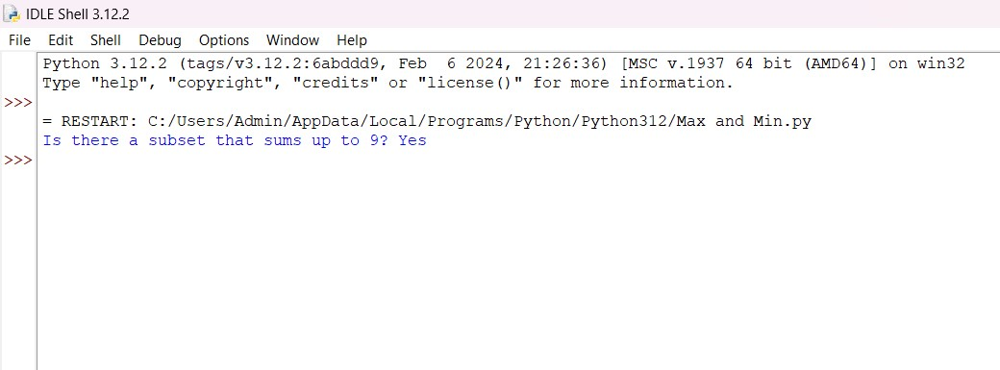 IDLE Shell 3.12.2
File Edit Shell Debug Options Window Help
Python 3.12.2 (tags/v3.12.2:6abddd9, Feb  6 2024, 21:26:36) [MSC v.1937 64 bit (AMD64)] on win32
Type "help", "copyright", "credits" or "license()" for more information.
>>>
= RESTART: C:/Users/Admin/AppData/Local/Programs/Python/Python312/Max and Min.py
Is there a subset that sums up to 9? Yes
>>>